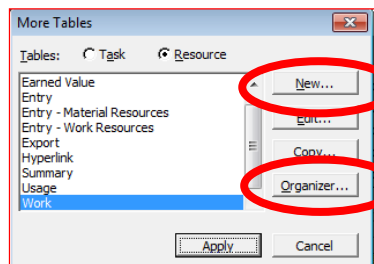 More Tables
Tables: Task Resource
Earned Value
Entry
Entry - Material Resources
Entry - Work Resources
Export
Hyperlink
Summary
Usage
Work
New...
Edit...
Copy...
Organizer...
Apply
Cancel